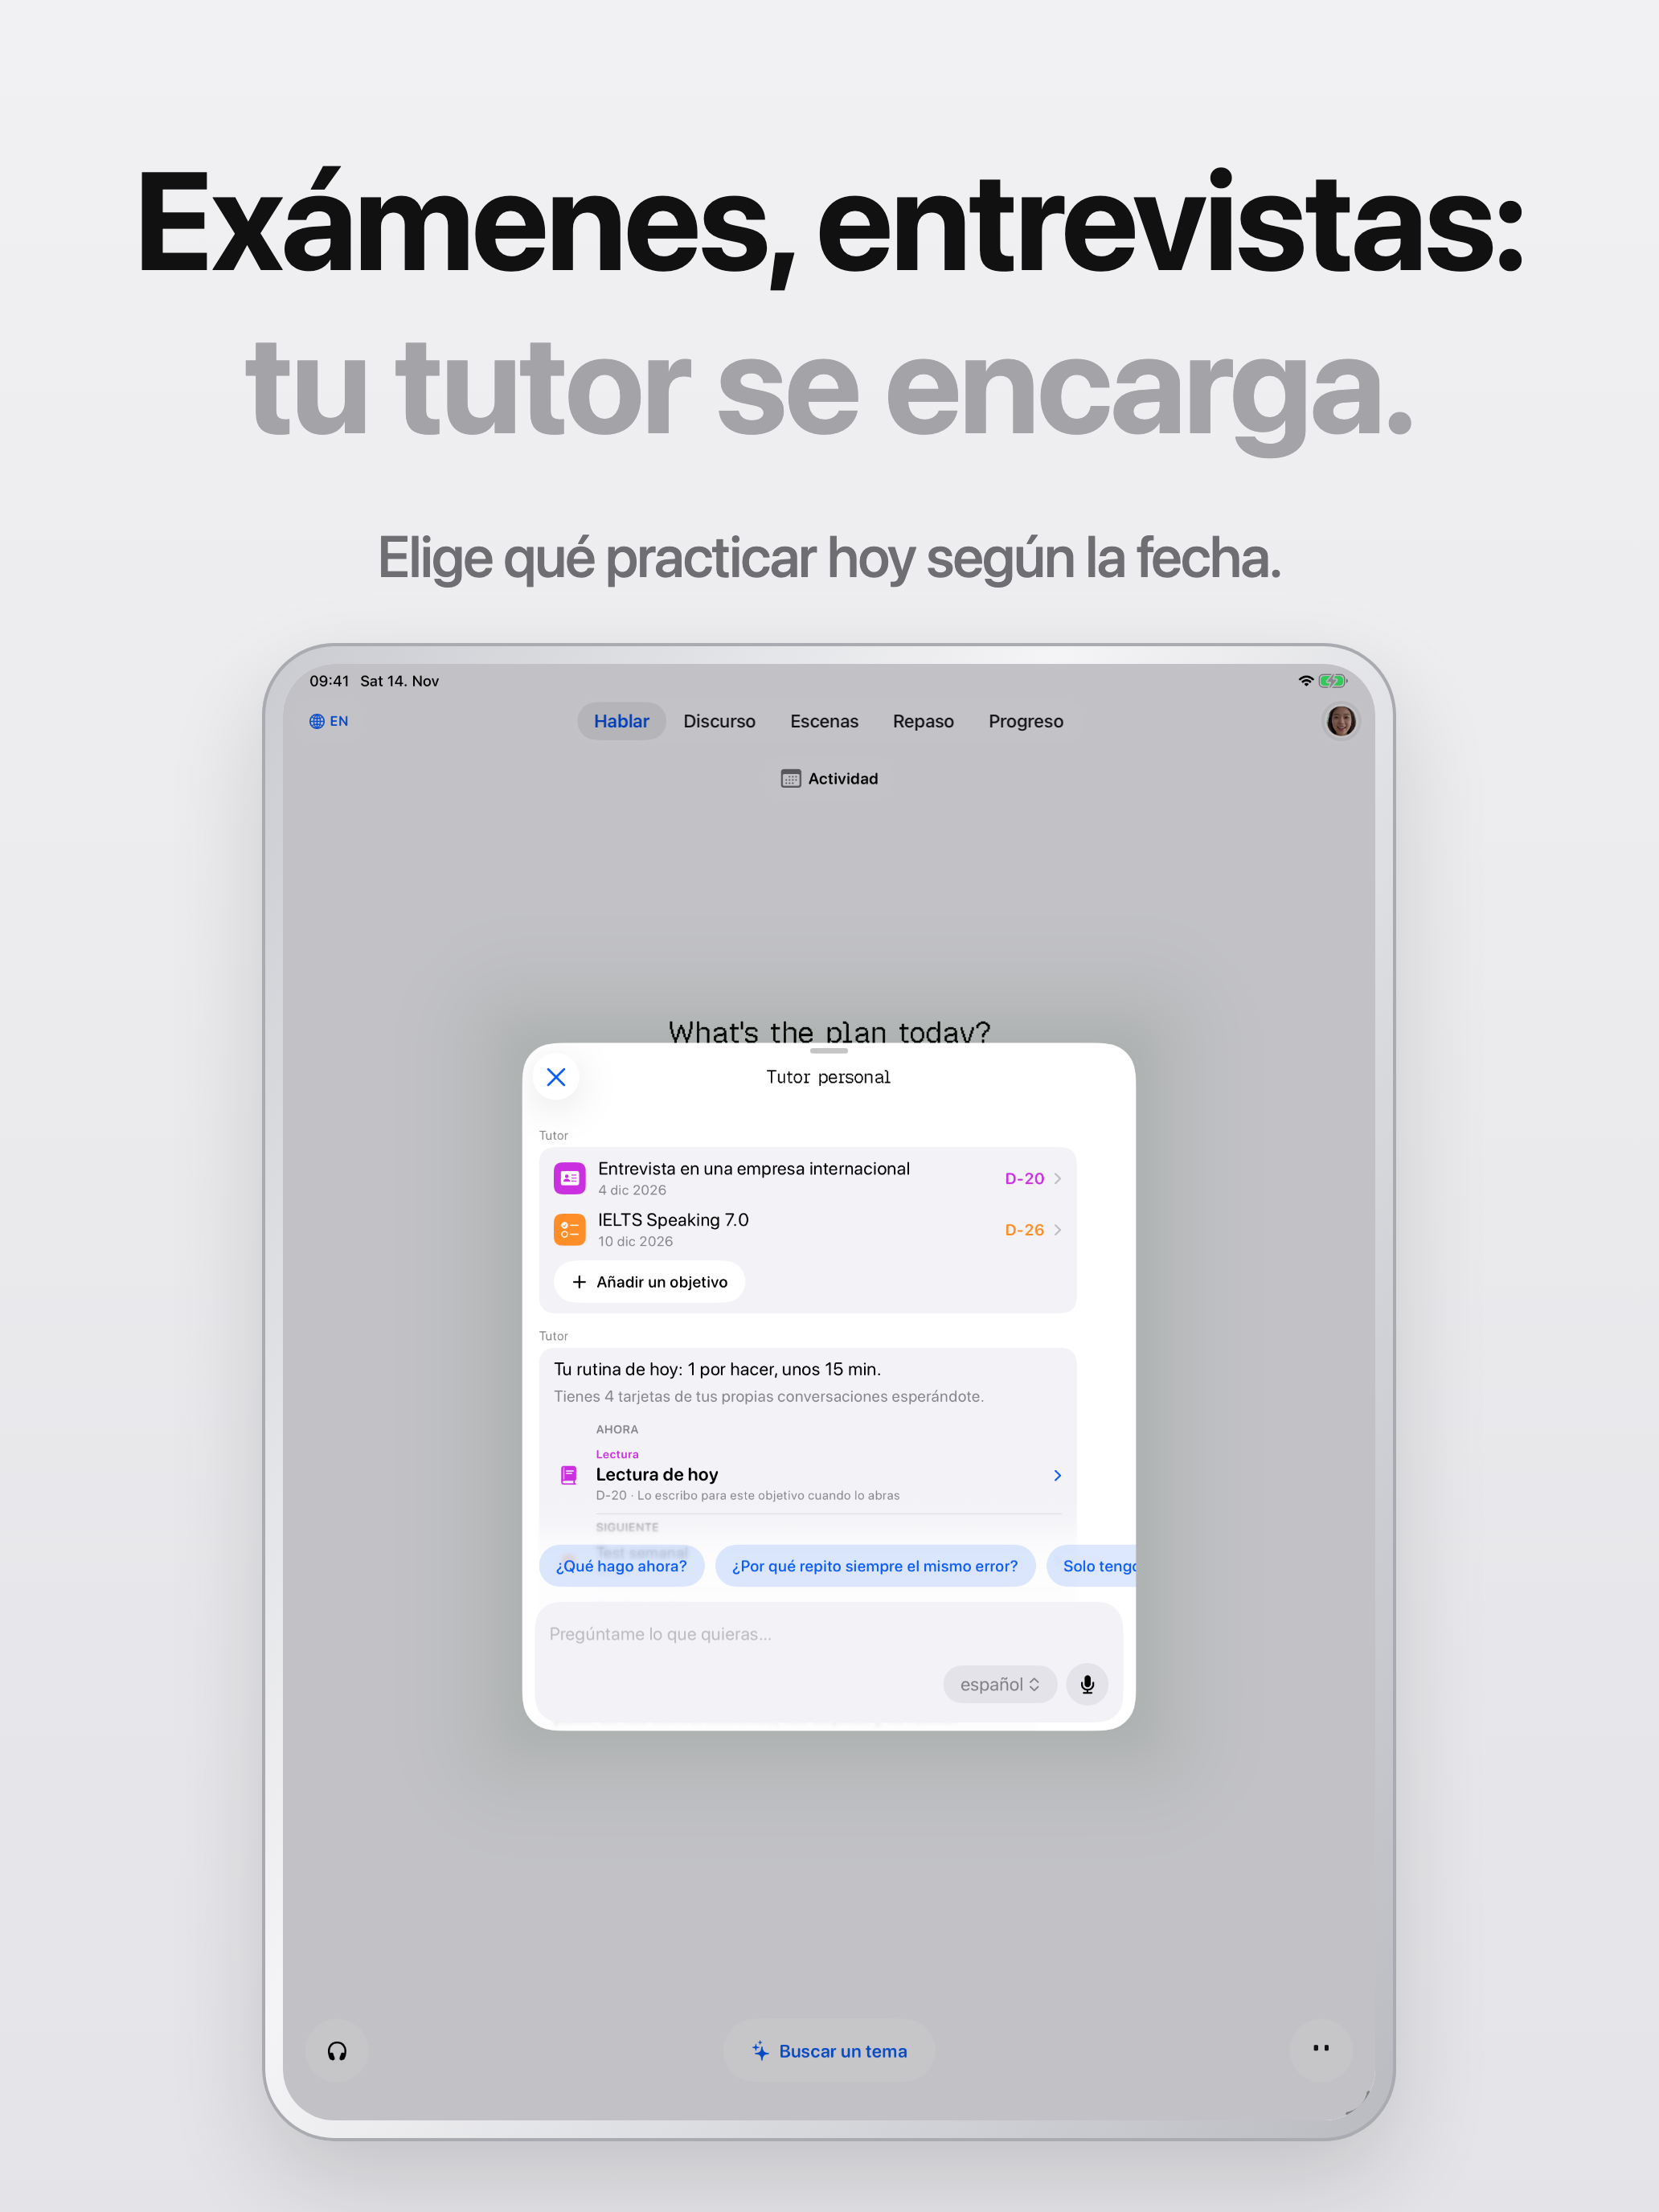 Exámenes, entrevistas:
tu tutor se encarga.
Elige qué practicar hoy según la fecha.
09:41 Sat 14. Nov
EN
Hablar Discurso Escenas Repaso Progreso
Actividad
What's the plan today?
Tutor personal
Tutor
Entrevista en una empresa internacional
4 dic 2026
D-20
IELTS Speaking 7.0
10 dic 2026
D-26
Añadir un objetivo
Tutor
Tu rutina de hoy: 1 por hacer, unos 15 min.
Tienes 4 tarjetas de tus propias conversaciones esperándote.
AHORA
Lectura
Lectura de hoy
D-20 · Lo escribo para este objetivo cuando lo abras
SIGUIENTE
Test semanal
¿Qué hago ahora? ¿Por qué repito siempre el mismo error? Solo teng
Pregúntame lo que quieras...
español
Buscar un tema